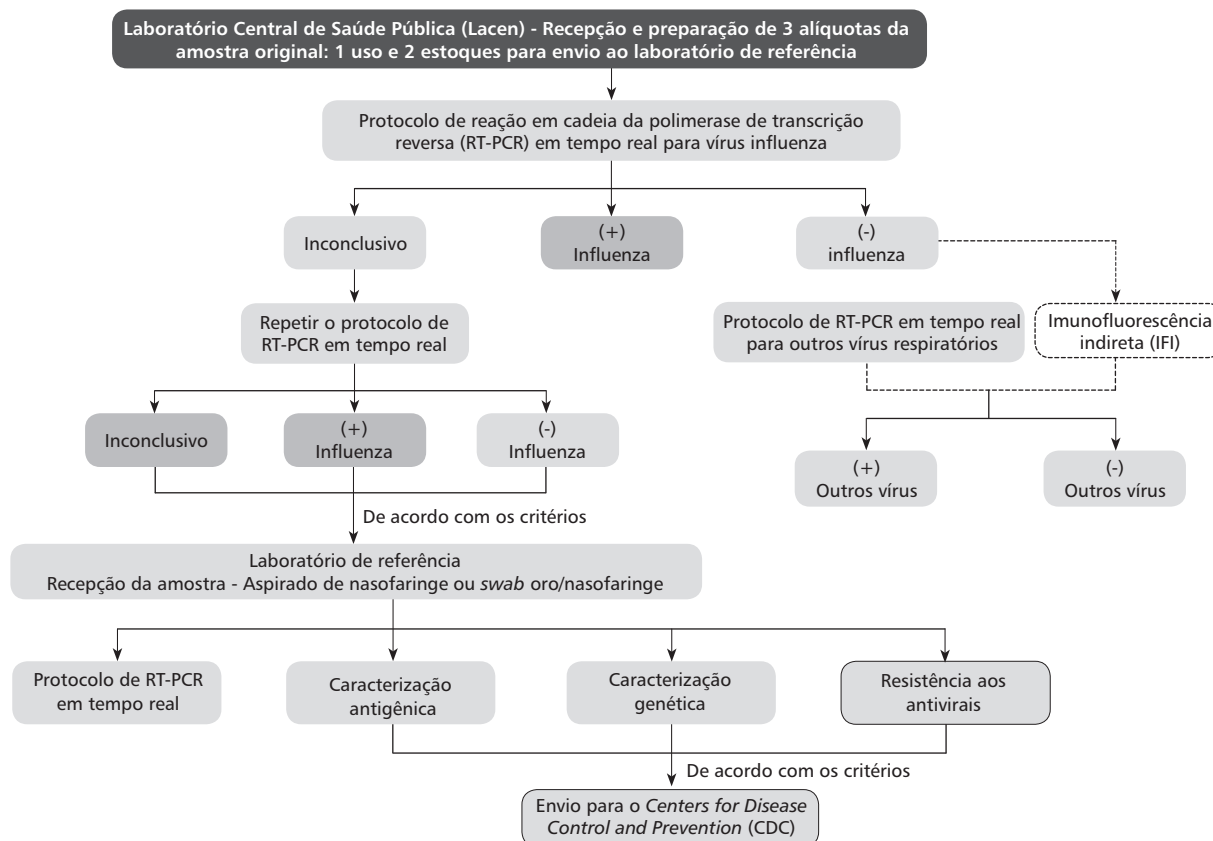 Laboratório Central de Saúde Pública (Lacen) - Recepção e preparação de 3 alíquotas da
amostra original: 1 uso e 2 estoques para envio ao laboratório de referência
Protocolo de reação em cadeia da polimerase de transcrição
reversa (RT-PCR) em tempo real para vírus influenza
Inconclusivo
(+)
Influenza
(-)
influenza
Repetir o protocolo de
RT-PCR em tempo real
Protocolo de RT-PCR em tempo real
para outros vírus respiratórios
Imunofluorescência
indireta (IFI)
Inconclusivo
(+)
Influenza
(-)
Influenza
(+)
Outros vírus
(-)
Outros vírus
De acordo com os critérios
Laboratório de referência
Recepção da amostra - Aspirado de nasofaringe ou swab oro/nasofaringe
Protocolo de RT-PCR
em tempo real
Caracterização
antigênica
Caracterização
genética
Resistência aos
antivirais
De acordo com os critérios
Envio para o Centers for Disease
Control and Prevention (CDC)